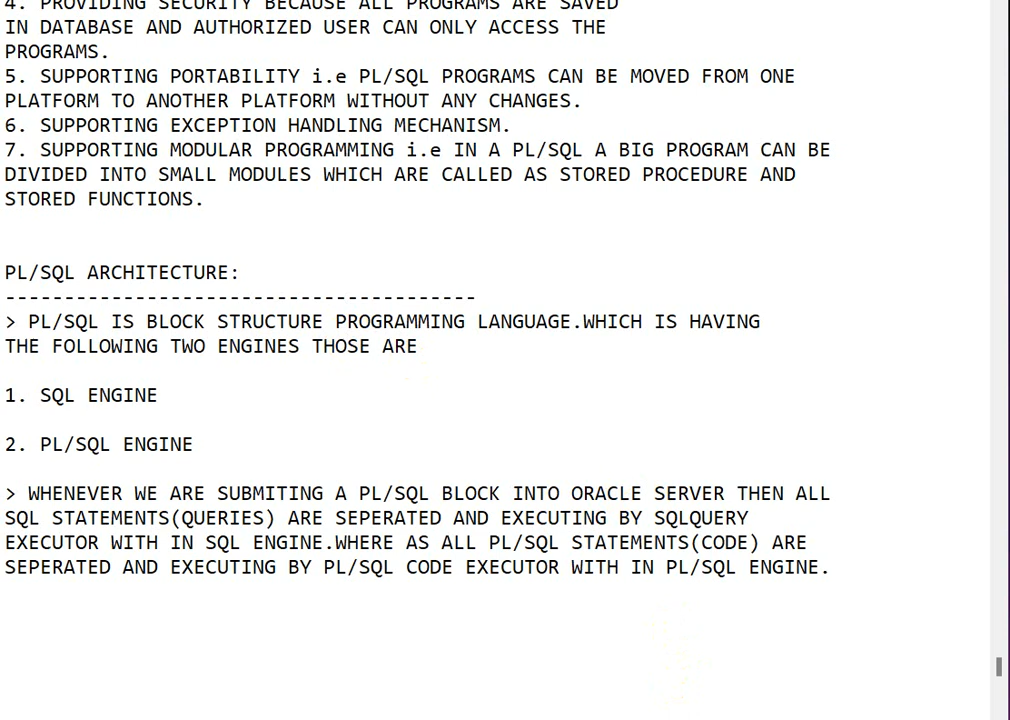 4. PROVIDING SECURITY BECAUSE ALL PROGRAMS ARE SAVED
IN DATABASE AND AUTHORIZED USER CAN ONLY ACCESS THE
PROGRAMS.
5. SUPPORTING PORTABILITY i.e PL/SQL PROGRAMS CAN BE MOVED FROM ONE
PLATFORM TO ANOTHER PLATFORM WITHOUT ANY CHANGES.
6. SUPPORTING EXCEPTION HANDLING MECHANISM.
7. SUPPORTING MODULAR PROGRAMMING i.e IN A PL/SQL A BIG PROGRAM CAN BE
DIVIDED INTO SMALL MODULES WHICH ARE CALLED AS STORED PROCEDURE AND
STORED FUNCTIONS.
PL/SQL ARCHITECTURE:
----------------------------------------
> PL/SQL IS BLOCK STRUCTURE PROGRAMMING LANGUAGE.WHICH IS HAVING
THE FOLLOWING TWO ENGINES THOSE ARE
1. SQL ENGINE
2. PL/SQL ENGINE
> WHENEVER WE ARE SUBMITING A PL/SQL BLOCK INTO ORACLE SERVER THEN ALL
SQL STATEMENTS(QUERIES) ARE SEPERATED AND EXECUTING BY SQLQUERY
EXECUTOR WITH IN SQL ENGINE.WHERE AS ALL PL/SQL STATEMENTS(CODE) ARE
SEPERATED AND EXECUTING BY PL/SQL CODE EXECUTOR WITH IN PL/SQL ENGINE.